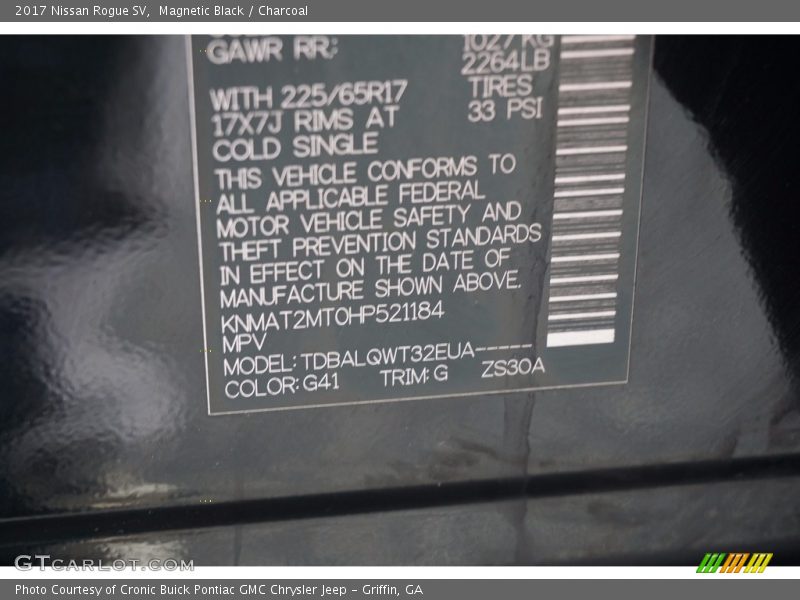 2017 Nissan Rogue SV,  Magnetic Black / Charcoal
GAWR RR: 1027 KG
2264LB
WITH 225/65R17 TIRES
17X7J RIMS AT 33 PSI
COLD SINGLE
THIS VEHICLE CONFORMS TO
ALL APPLICABLE FEDERAL
MOTOR VEHICLE SAFETY AND
THEFT PREVENTION STANDARDS
IN EFFECT ON THE DATE OF
MANUFACTURE SHOWN ABOVE.
KNMAT2MT0HP521184
MPV
MODEL: TDBALQWT32EUA-----
COLOR: G41 TRIM: G ZS30A
GTcarlot.com
Photo Courtesy of Cronic Buick Pontiac GMC Chrysler Jeep - Griffin, GA